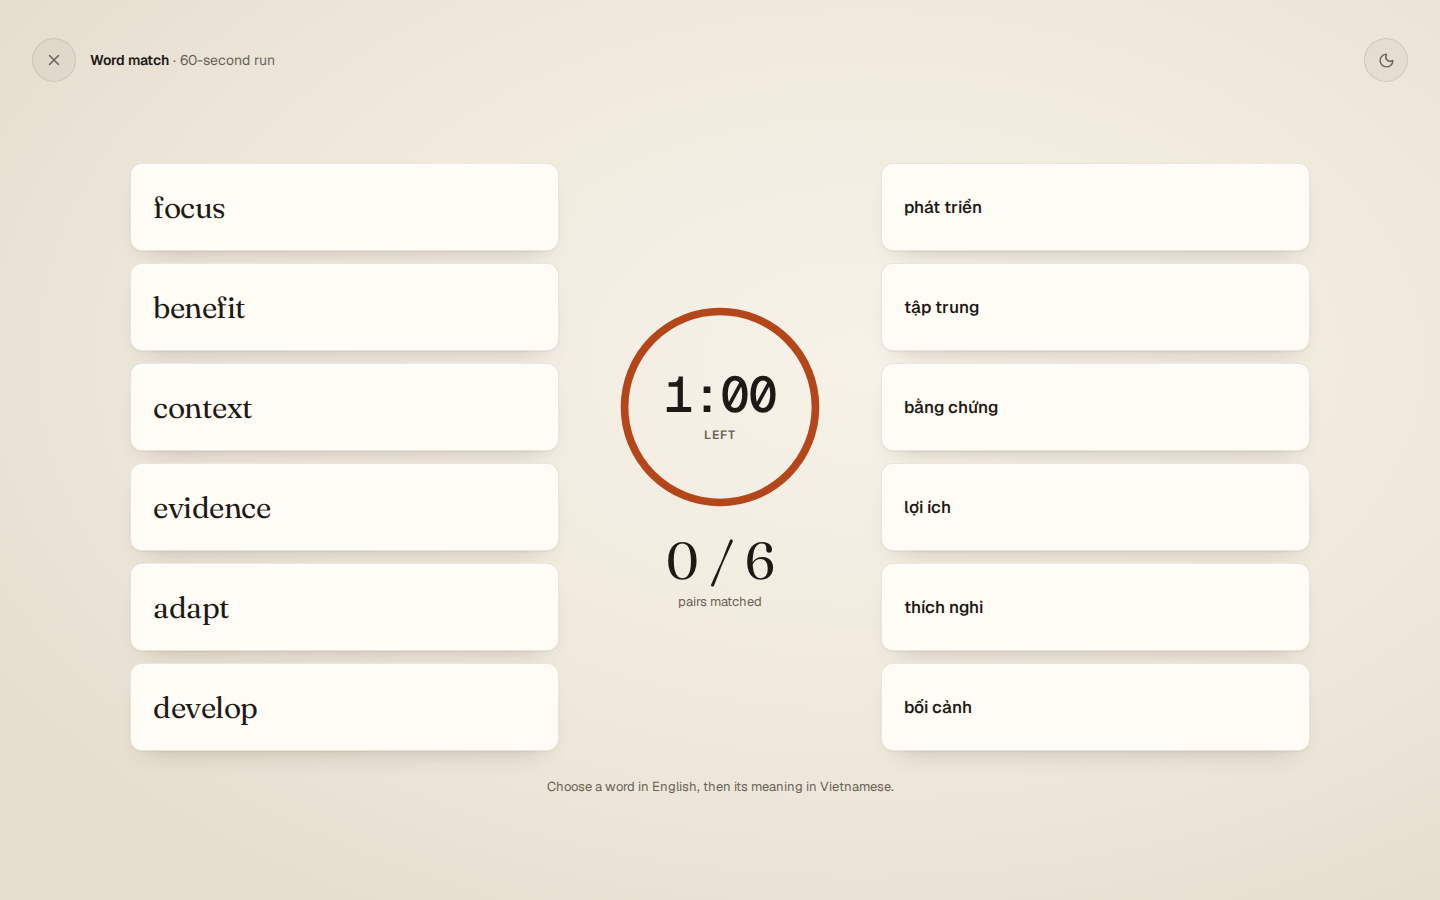 Word match · 60-second run
focus
benefit
context
evidence
adapt
develop
1:00
LEFT
0 / 6
pairs matched
phát triển
tập trung
bằng chứng
lợi ích
thích nghi
bối cảnh
Choose a word in English, then its meaning in Vietnamese.